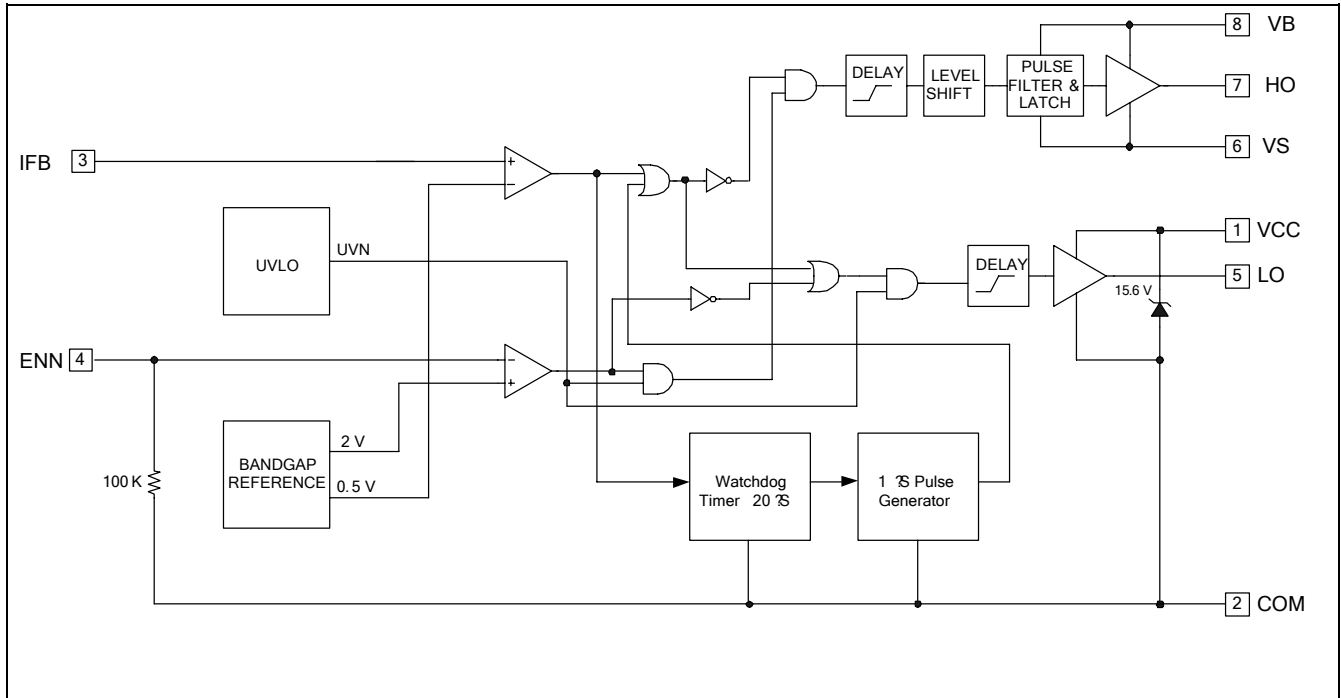 8 VB
DELAY
LEVEL
SHIFT
PULSE
FILTER &
LATCH
7 HO
6 VS
IFB 3
+
−
UVLO
UVN
1 VCC
DELAY
15.6 V
5 LO
ENN 4
−
+
BANDGAP
REFERENCE
2 V
0.5 V
100 K
Watchdog
Timer 20 ?S
1 ?S Pulse
Generator
2 COM